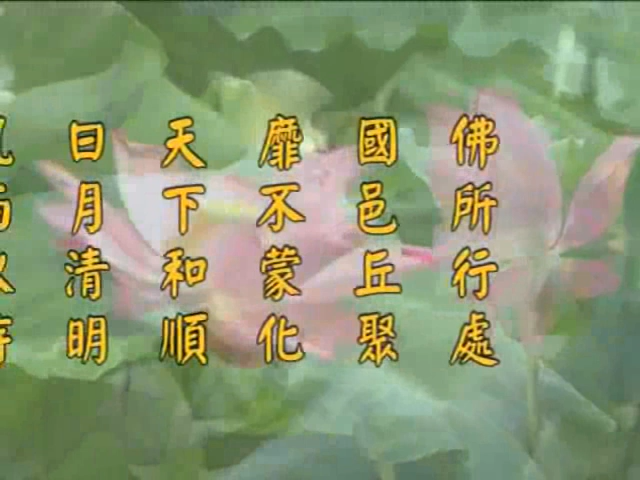 佛所行處
國邑丘聚
靡不蒙化
天下和順
日月清明